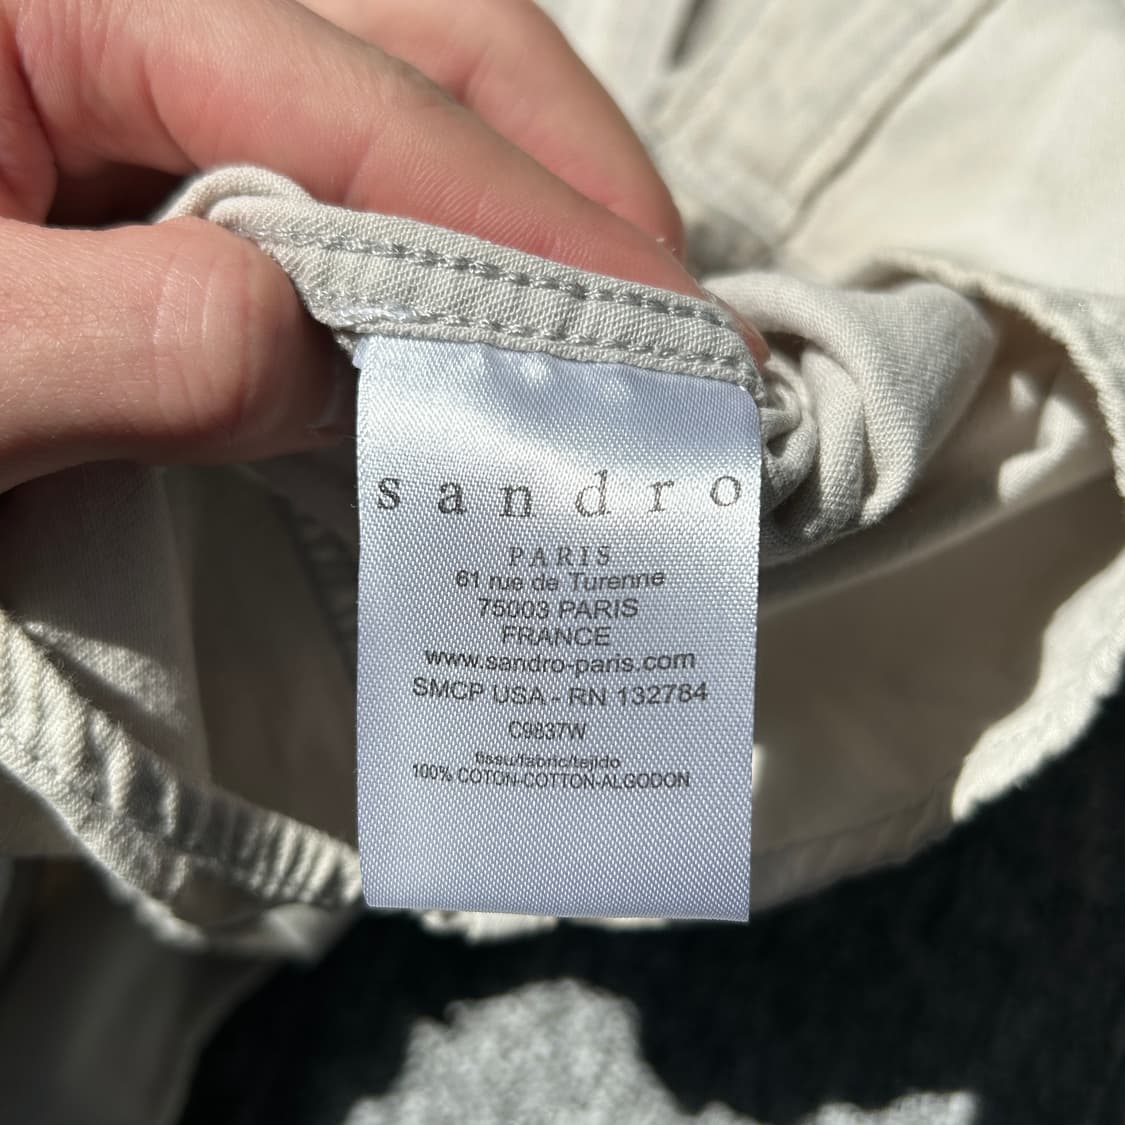 sandro
PARIS
61 rue de Turenne
75003 PARIS
FRANCE
www.sandro-paris.com
SMCP USA - RN 132784
C9837W
tissu/fabric/tejido
100% COTON-COTTON-ALGODON